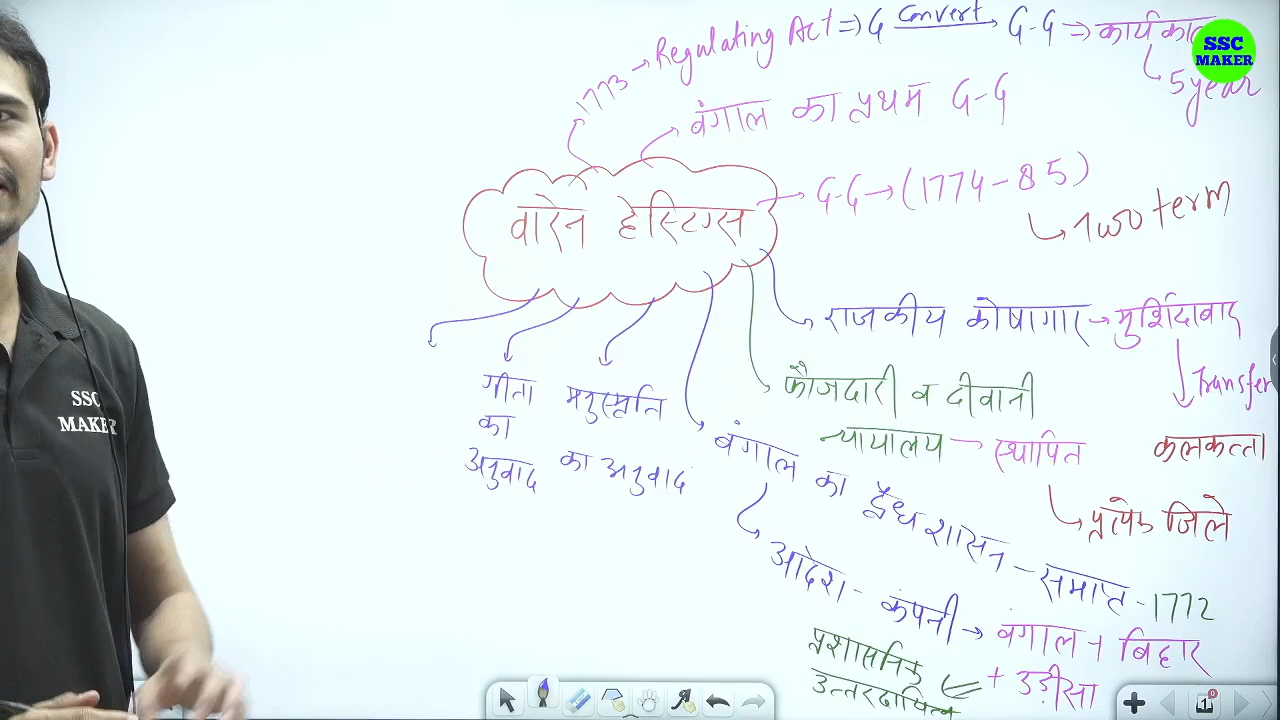 1773 → Regulating Act ⇒ G Convert → G-G ⇒ कार्यकाल
5 year
बंगाल का प्रथम G-G
वारेन हेस्टिंग्स
G-G → (1774-85)
Two term
राजकीय कोषागार → मुर्शिदाबाद
Transfer
कलकत्ता
फौजदारी व दीवानी
न्यायालय → स्थापित
प्रत्येक जिले
गीता
का
अनुवाद
मनुस्मृति
का अनुवाद
बंगाल का द्वैध शासन - समाप्त - 1772
आदेश - कंपनी → बंगाल + बिहार
+ उड़ीसा
प्रशासनिक
उत्तरदायित्व
SSC
MAKER
SSC
MAKER